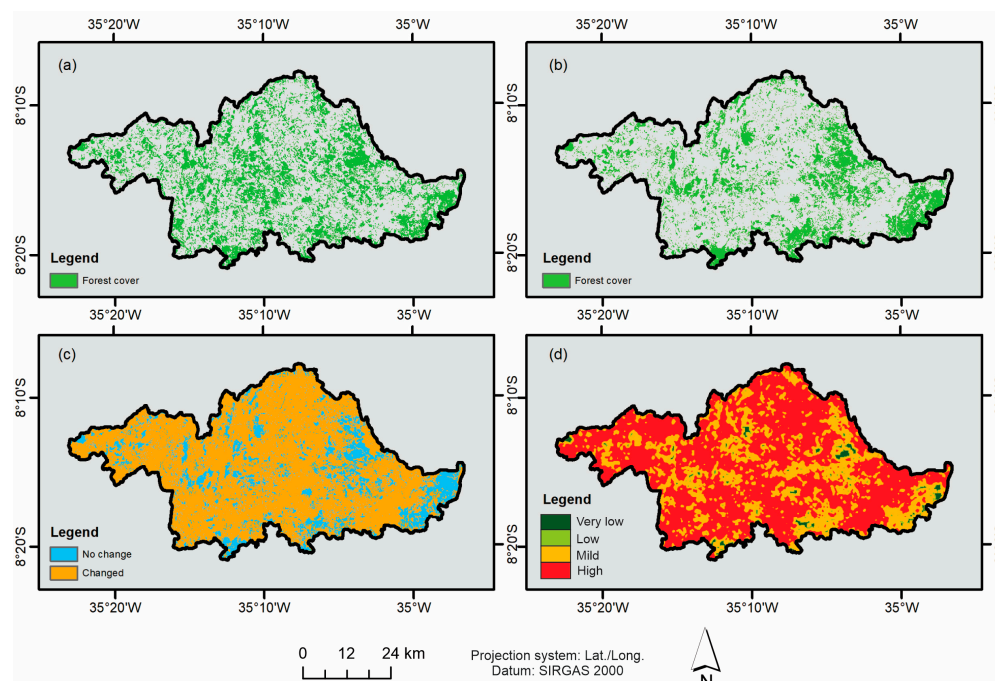 35°20'W 35°10'W 35°W 35°20'W 35°10'W 35°W
(a)
8°10'S
8°20'S
Legend
Forest cover
(b)
8°10'S
8°20'S
Legend
Forest cover
35°20'W 35°10'W 35°W 35°20'W 35°10'W 35°W
(c)
8°10'S
8°20'S
Legend
No change
Changed
(d)
8°10'S
8°20'S
Legend
Very low
Low
Mild
High
35°20'W 35°10'W 35°W 35°20'W 35°10'W 35°W
0 12 24 km
Projection system: Lat./Long.
Datum: SIRGAS 2000
N